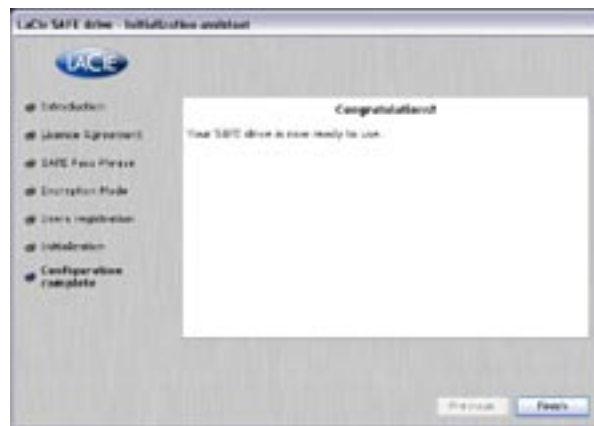 LaCie SAFE drive - Initialization assistant
LACIE
Introduction
Licence Agreement
SAFE Pass Phrase
Encryption Mode
Users registration
Initialization
Configuration
complete
Congratulations!!
Your SAFE drive is now ready to use.
Previous
Finish